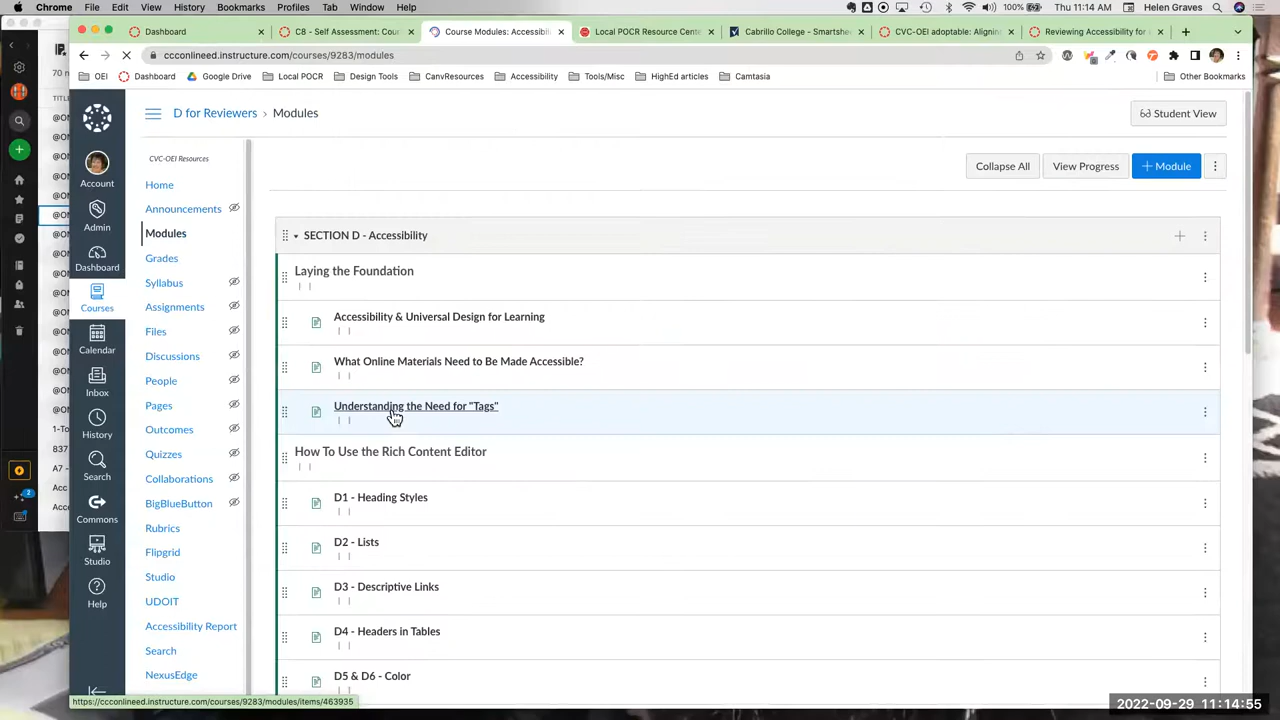 Chrome File Edit View History Bookmarks Profiles Tab Window Help 100% Thu 11:14 AM Helen Graves
Dashboard × C8 - Self Assessment: Cour × Course Modules: Accessibil × Local POCR Resource Cente × Cabrillo College - Smartshe × CVC-OEI adoptable: Aligning × Reviewing Accessibility for × +
ccconlineed.instructure.com/courses/9283/modules
OEI Dashboard Google Drive Local POCR Design Tools CanvResources Accessibility Tools/Misc HighEd articles Camtasia Other Bookmarks
D for Reviewers › Modules
Student View
CVC-OEI Resources
Collapse All View Progress + Module
Account
Admin
Dashboard
Courses
Calendar
Inbox
History
Search
Commons
Studio
Help
Home
Announcements
Modules
Grades
Syllabus
Assignments
Files
Discussions
People
Pages
Outcomes
Quizzes
Collaborations
BigBlueButton
Rubrics
Flipgrid
Studio
UDOIT
Accessibility Report
Search
NexusEdge
SECTION D - Accessibility
Laying the Foundation
Accessibility & Universal Design for Learning
What Online Materials Need to Be Made Accessible?
Understanding the Need for "Tags"
How To Use the Rich Content Editor
D1 - Heading Styles
D2 - Lists
D3 - Descriptive Links
D4 - Headers in Tables
D5 & D6 - Color
https://ccconlineed.instructure.com/courses/9283/modules/items/463935
2022-09-29 11:14:55